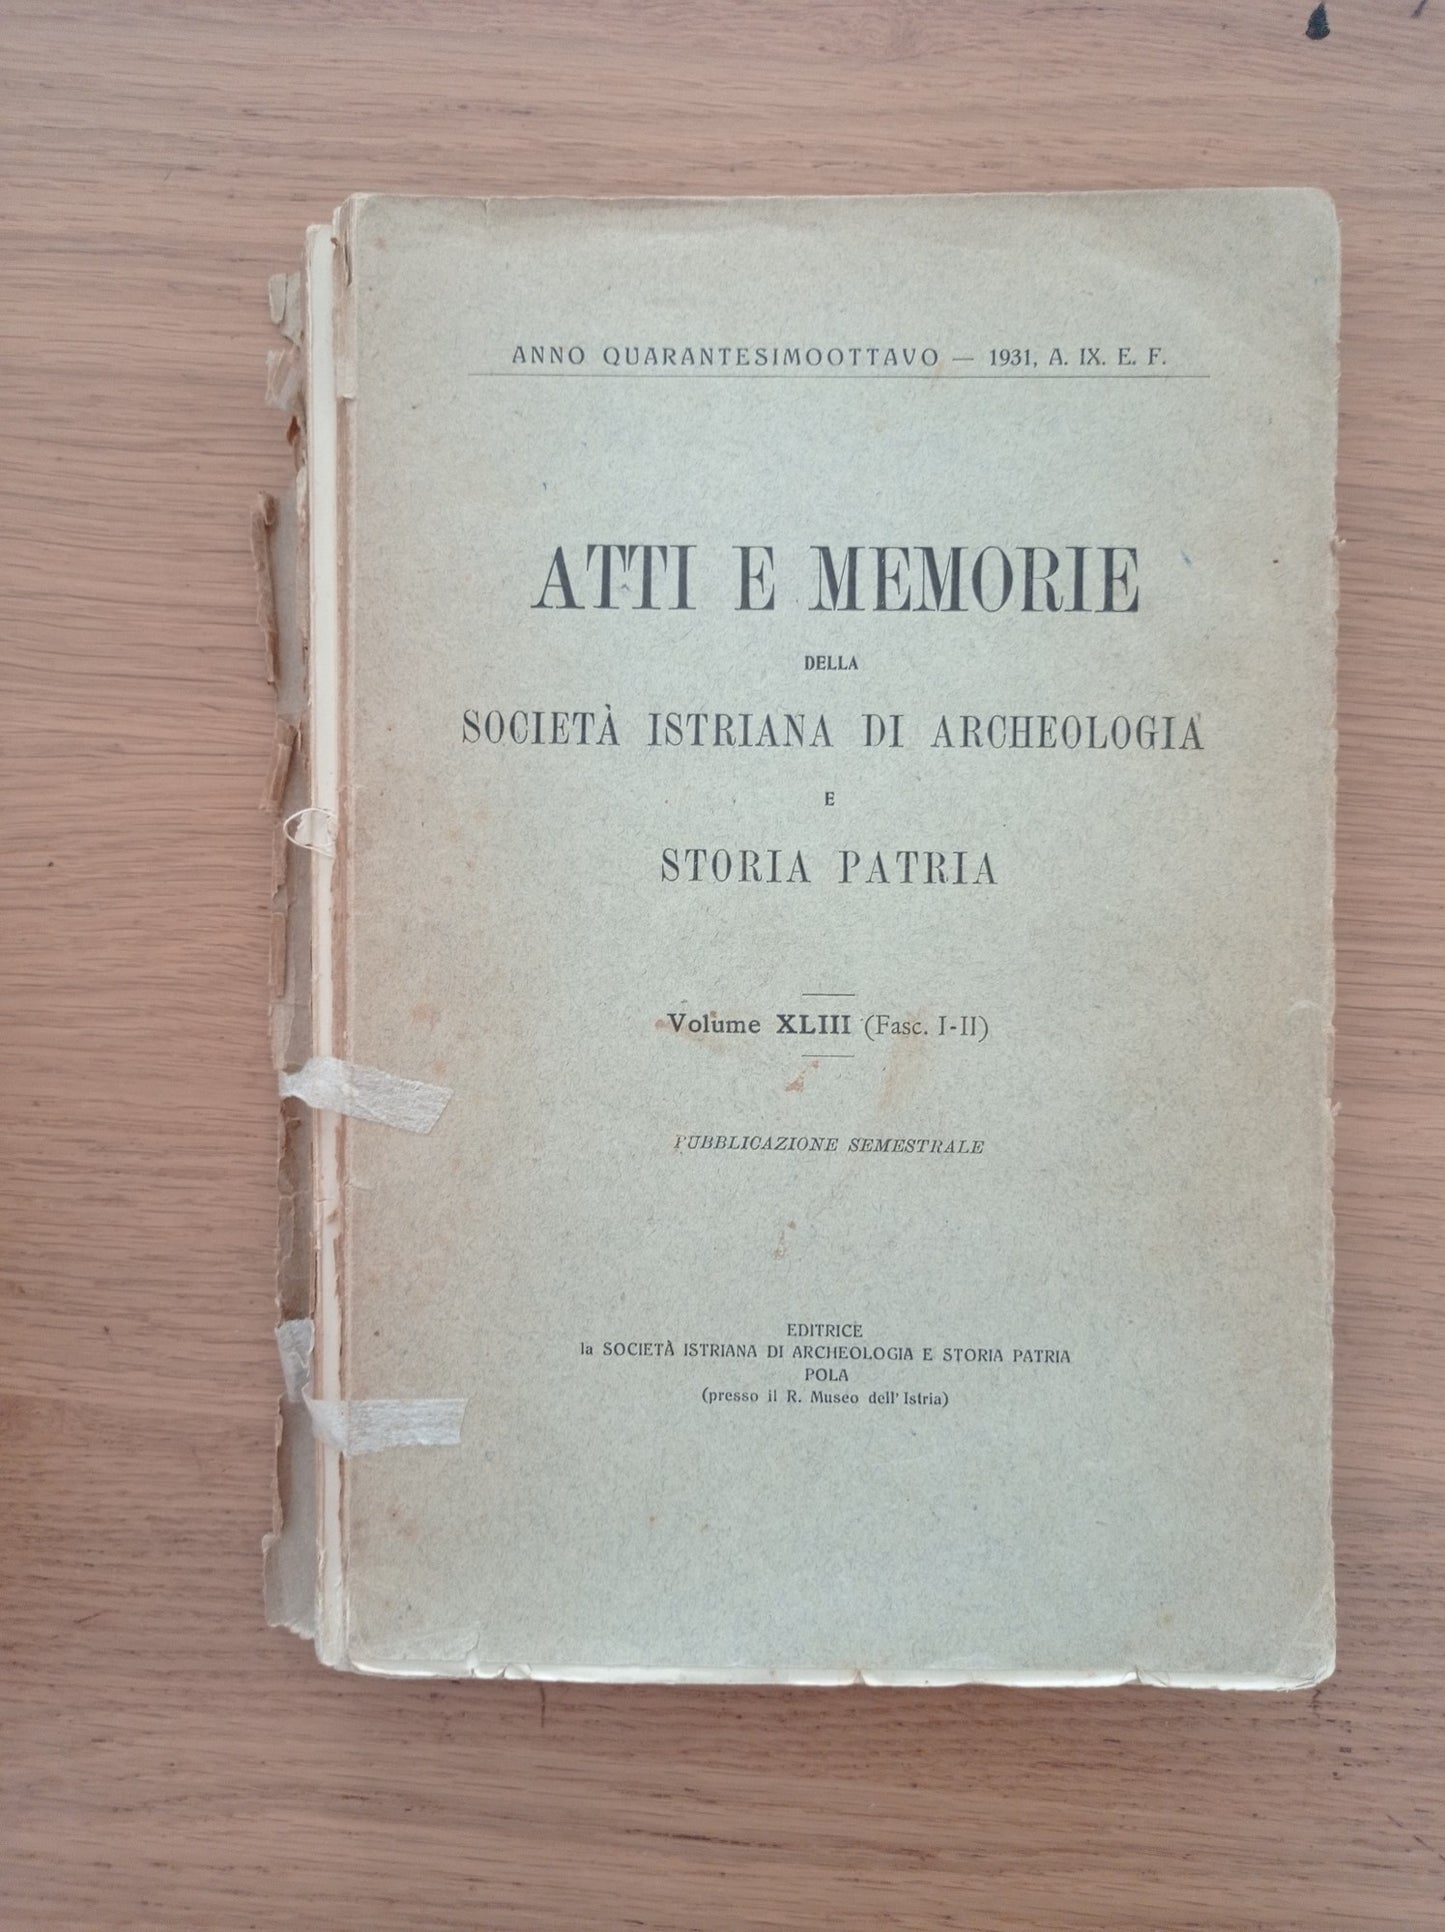 ANNO QUARANTESIMOOTTAVO — 1931, A. IX. E. F.
ATTI E MEMORIE
DELLA
SOCIETÀ ISTRIANA DI ARCHEOLOGIA
E
STORIA PATRIA
Volume XLIII (Fasc. I-II)
PUBBLICAZIONE SEMESTRALE
EDITRICE
la SOCIETÀ ISTRIANA DI ARCHEOLOGIA E STORIA PATRIA
POLA
(presso il R. Museo dell' Istria)